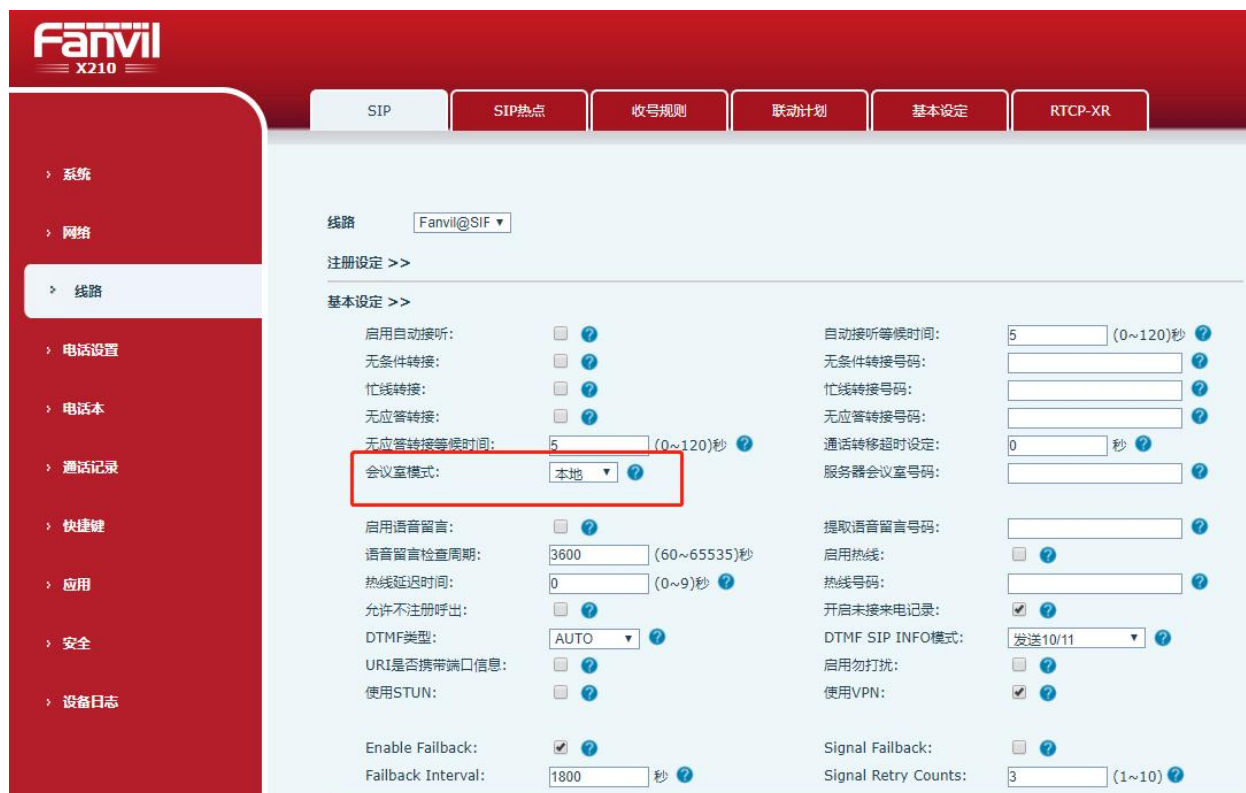 Fanvil
X210
SIP SIP热点 收号规则 联动计划 基本设定 RTCP-XR
系统
网络
线路
电话设置
电话本
通话记录
快捷键
应用
安全
设备日志
线路 Fanvil@SIF
注册设定 >>
基本设定 >>
启用自动接听: 自动接听等候时间: 5 (0~120)秒
无条件转接: 无条件转接号码:
忙线转接: 忙线转接号码:
无应答转接: 无应答转接号码:
无应答转接等候时间: 5 (0~120)秒 通话转移超时设定: 0 秒
会议室模式: 本地 服务器会议室号码:
启用语音留言: 提取语音留言号码:
语音留言检查周期: 3600 (60~65535)秒 启用热线:
热线延迟时间: 0 (0~9)秒 热线号码:
允许不注册呼出: 开启未接来电记录:
DTMF类型: AUTO DTMF SIP INFO模式: 发送10/11
URI是否携带端口信息: 启用勿打扰:
使用STUN: 使用VPN:
Enable Failback: Signal Failback:
Failback Interval: 1800 秒 Signal Retry Counts: 3 (1~10)